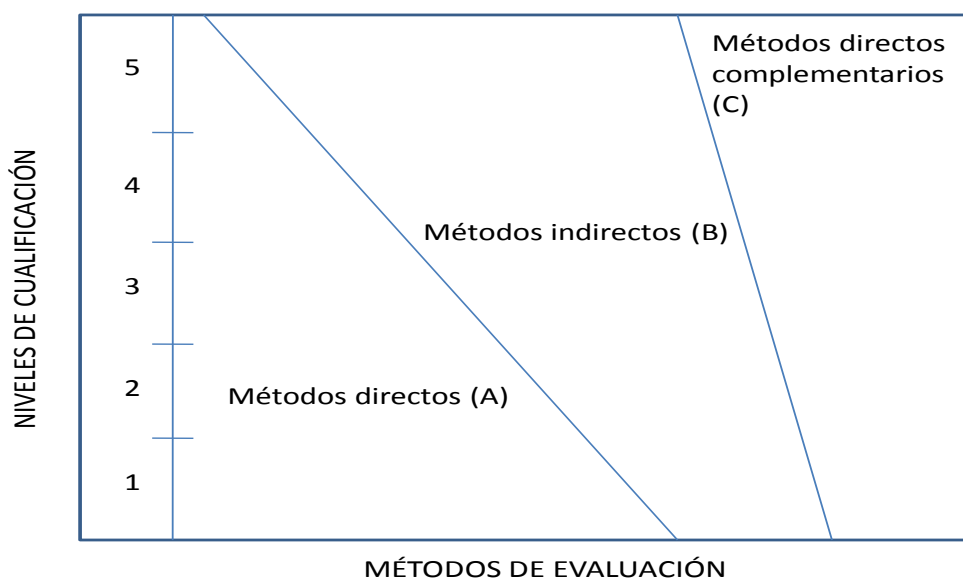 NIVELES DE CUALIFICACIÓN
5
4
3
2
1
Métodos directos
complementarios
(C)
Métodos indirectos (B)
Métodos directos (A)
MÉTODOS DE EVALUACIÓN